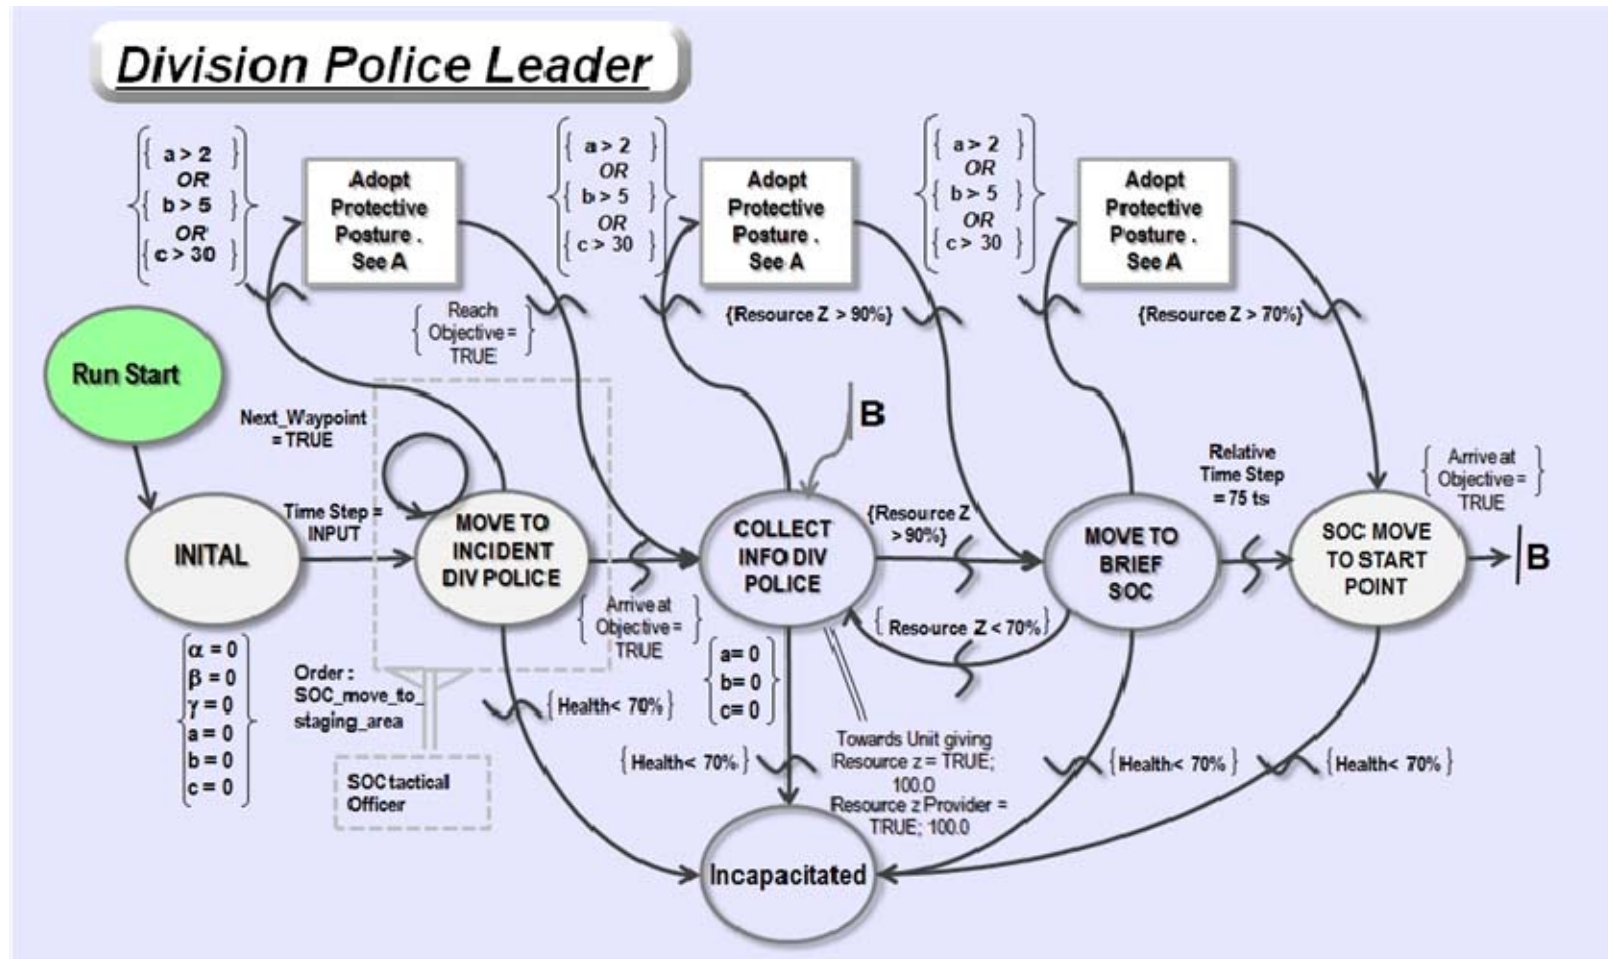 Division Police Leader
{ a > 2 }
OR
{ b > 5 }
OR
{ c > 30 }
Adopt
Protective
Posture .
See A
{ a > 2 }
OR
{ b > 5 }
OR
{ c > 30 }
Adopt
Protective
Posture .
See A
{ a > 2 }
OR
{ b > 5 }
OR
{ c > 30 }
Adopt
Protective
Posture .
See A
Reach
Objective =
TRUE
{Resource Z > 90%}
{Resource Z > 70%}
Run Start
Next_Waypoint
= TRUE
B
Relative
Time Step
= 75 ts
Arrive at
Objective =
TRUE
INITAL
Time Step =
INPUT
MOVE TO
INCIDENT
DIV POLICE
COLLECT
INFO DIV
POLICE
{Resource Z
> 90%}
MOVE TO
BRIEF
SOC
SOC MOVE
TO START
POINT
B
Arrive at
Objective =
TRUE
{ Resource Z < 70%}
α = 0
β = 0
γ = 0
a = 0
b = 0
c = 0
Order :
SOC_move_to_
staging_area
{Health< 70%}
a= 0
b= 0
c= 0
SOC tactical
Officer
{Health< 70%}
Towards Unit giving
Resource z = TRUE;
100.0
Resource z Provider =
TRUE; 100.0
{Health< 70%}
{Health< 70%}
Incapacitated